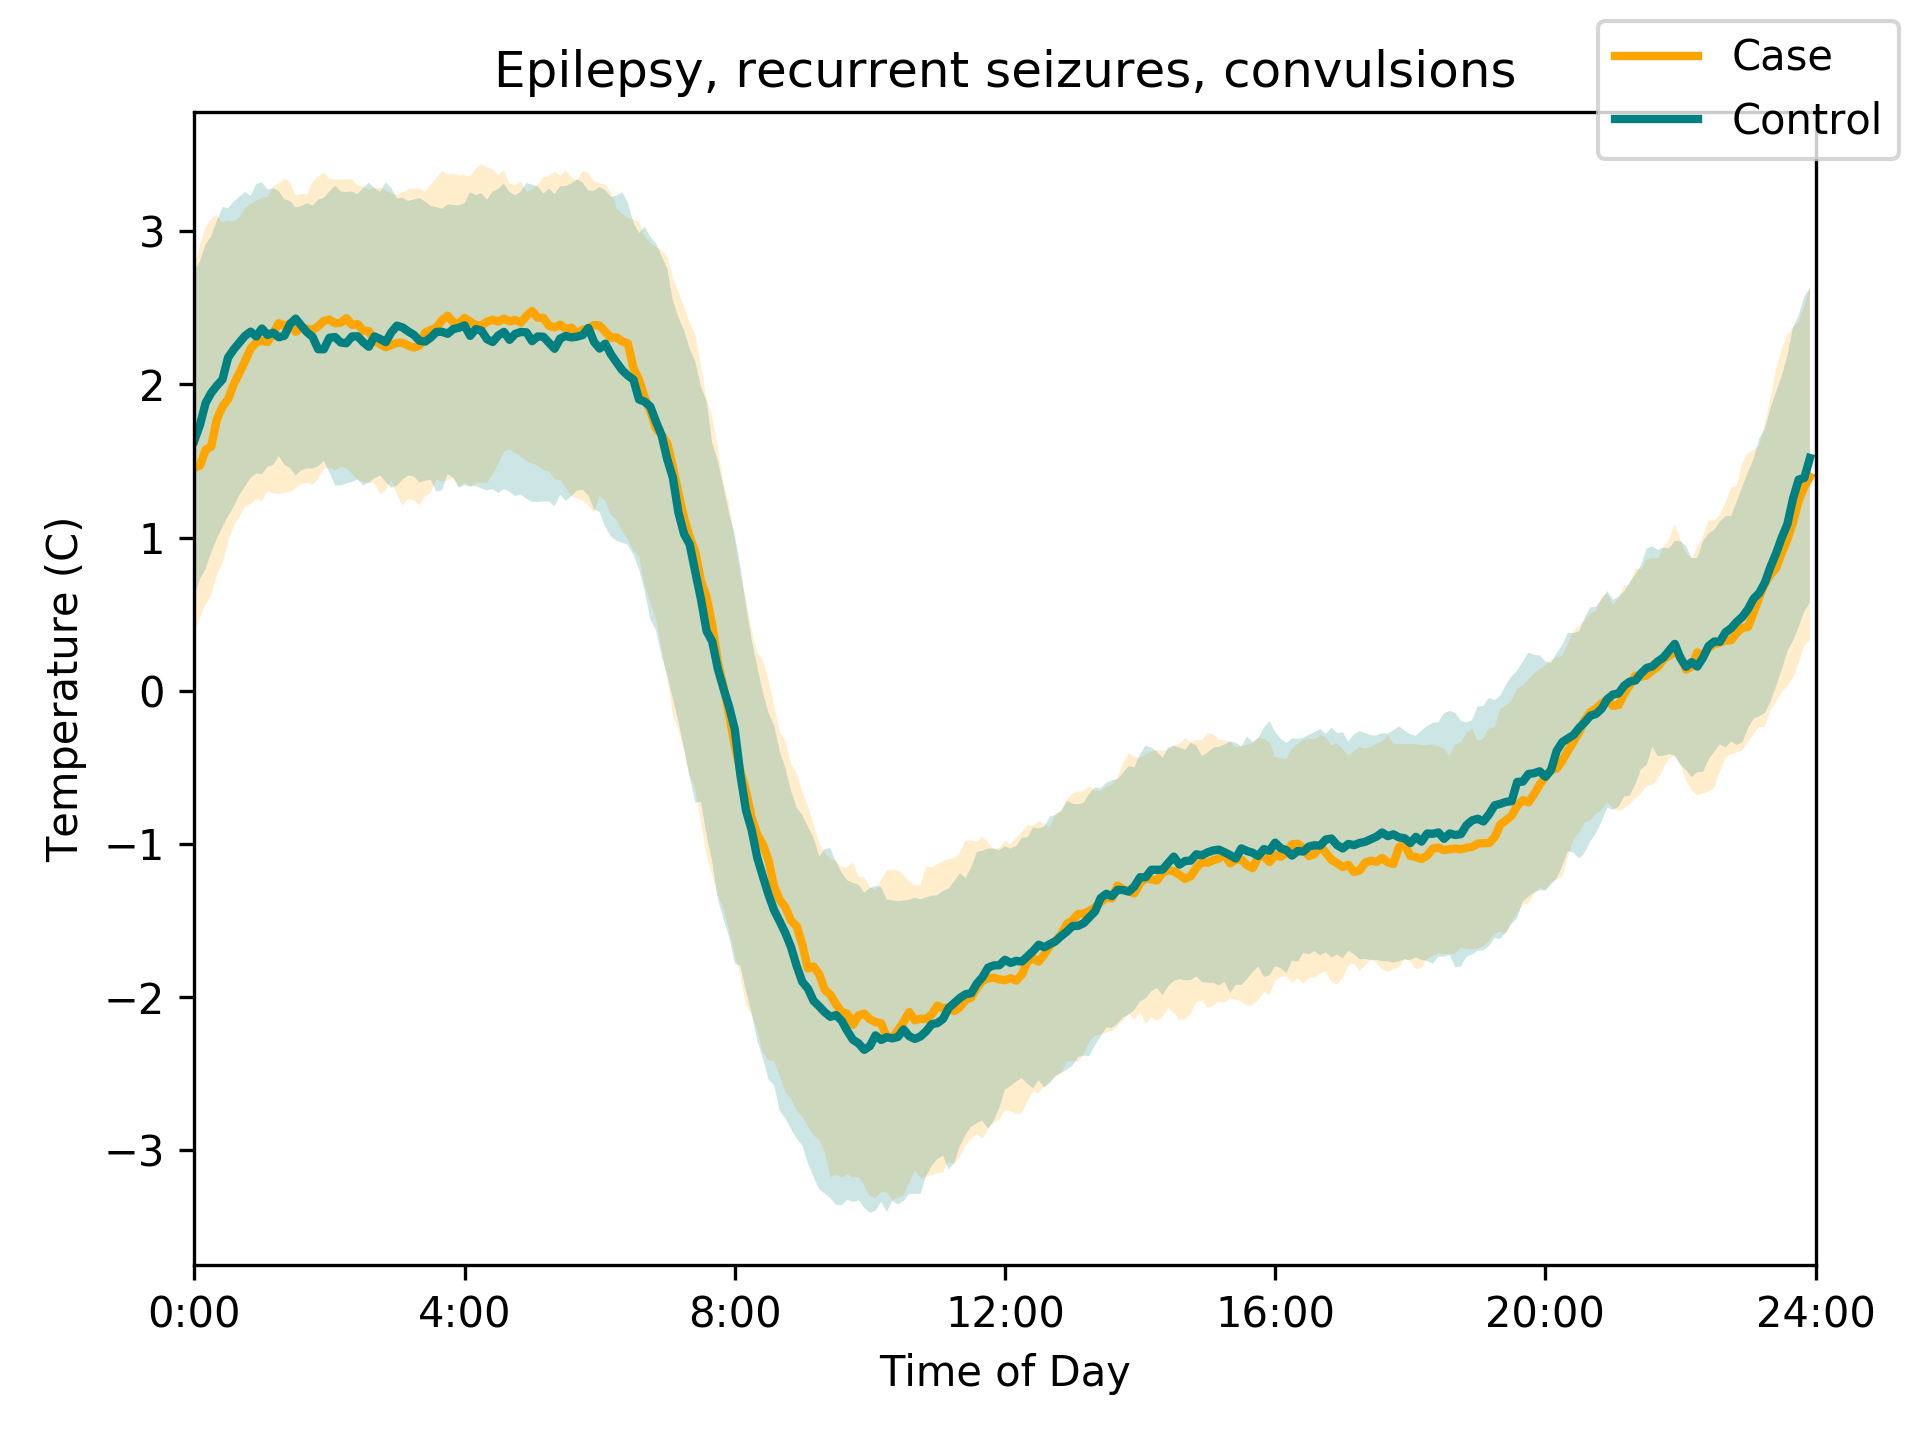 Epilepsy, recurrent seizures, convulsions
Case
Control
Temperature (C)
3
2
1
0
−1
−2
−3
0:00 4:00 8:00 12:00 16:00 20:00 24:00
Time of Day